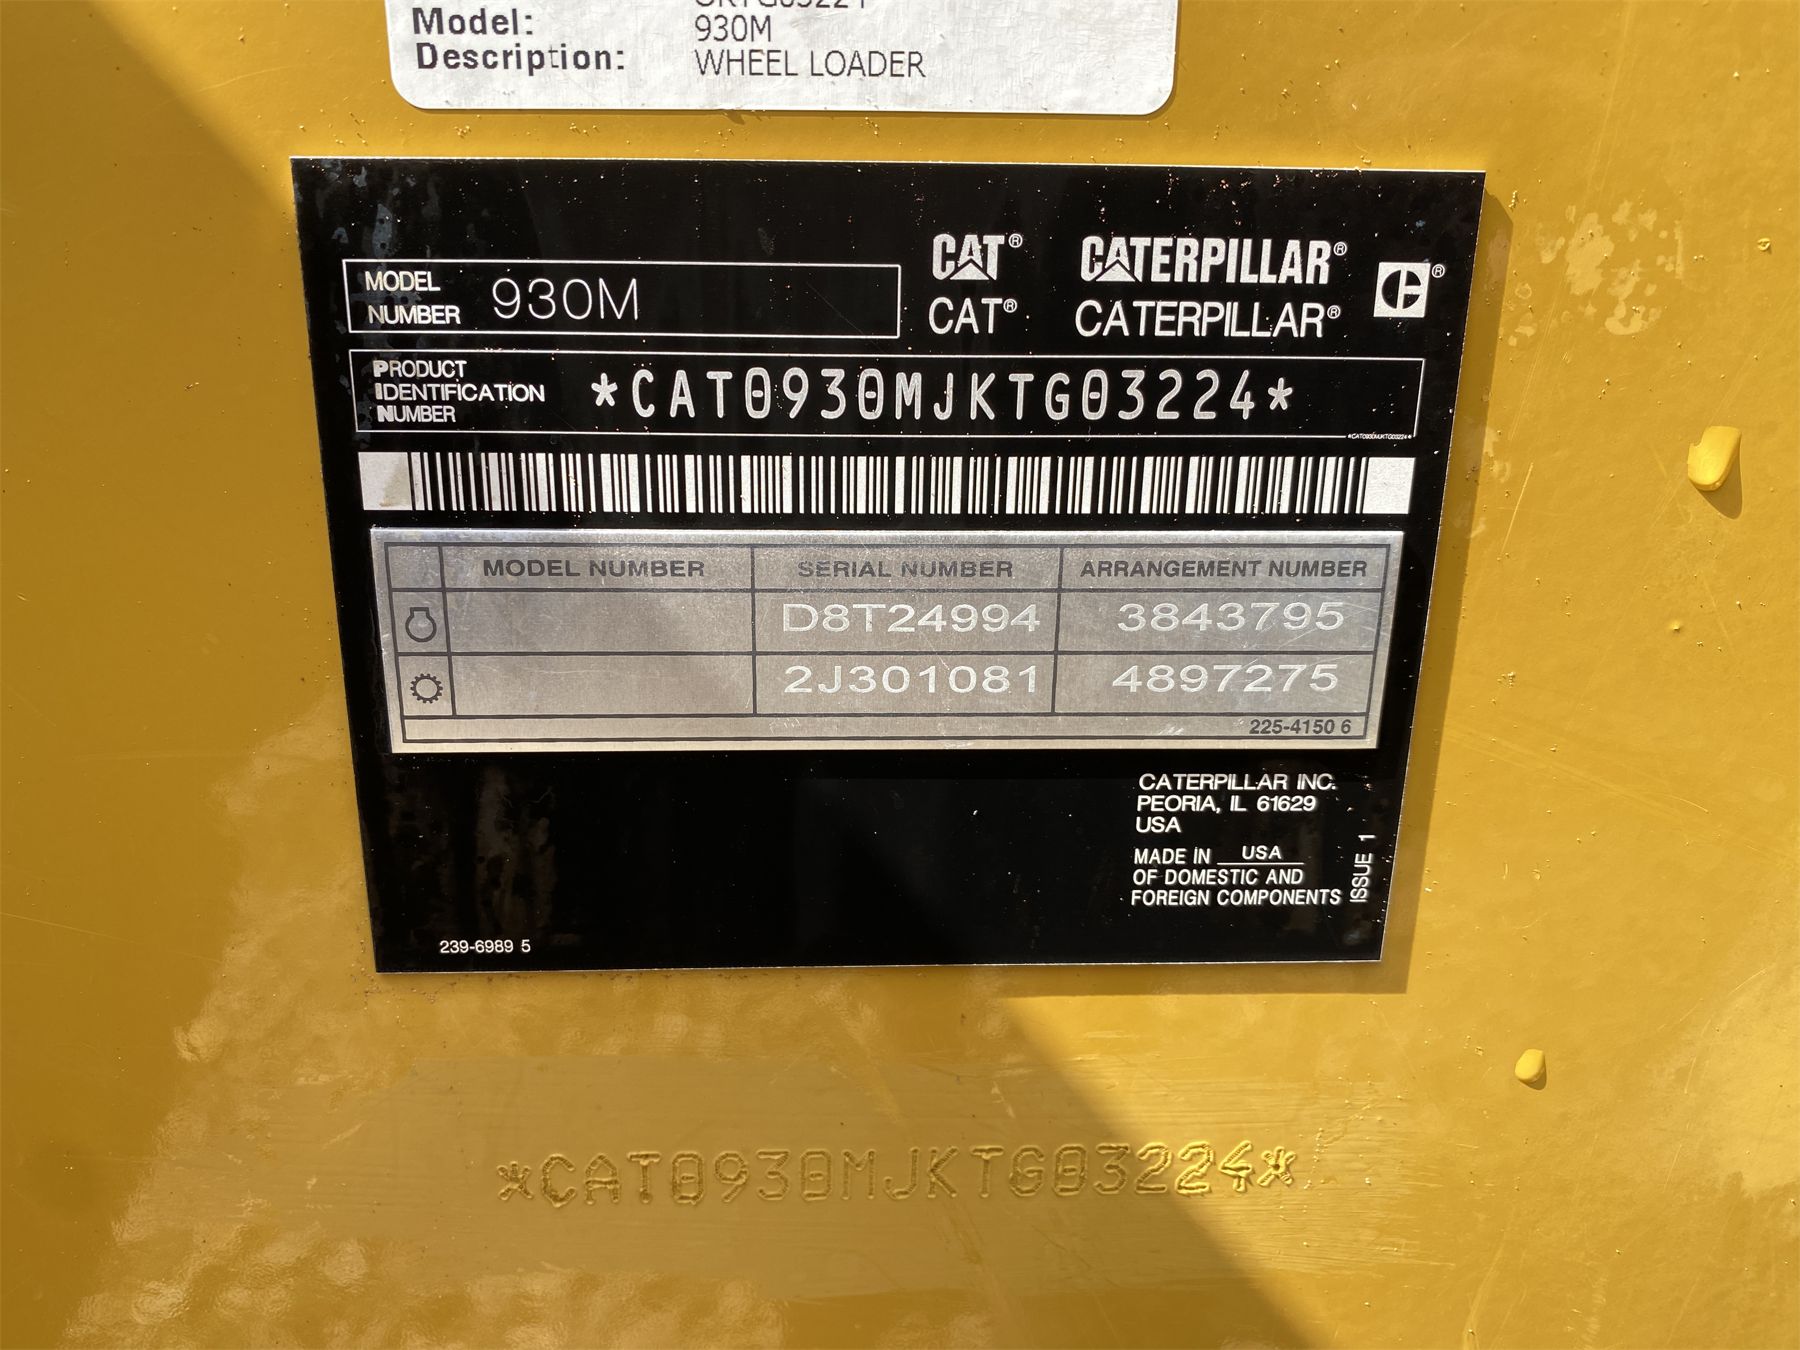 Model: 930M
Description: WHEEL LOADER
CAT® CATERPILLAR®
CAT® CATERPILLAR®
MODEL NUMBER 930M
PRODUCT IDENTIFICATION NUMBER *CAT0930MJKTG03224*
*CAT0930MJKTG03224*
MODEL NUMBER SERIAL NUMBER ARRANGEMENT NUMBER
D8T24994 3843795
2J301081 4897275
225-4150 6
CATERPILLAR INC.
PEORIA, IL 61629
USA
MADE IN USA
OF DOMESTIC AND
FOREIGN COMPONENTS
ISSUE 1
239-6989 5
*CAT0930MJKTG03224*